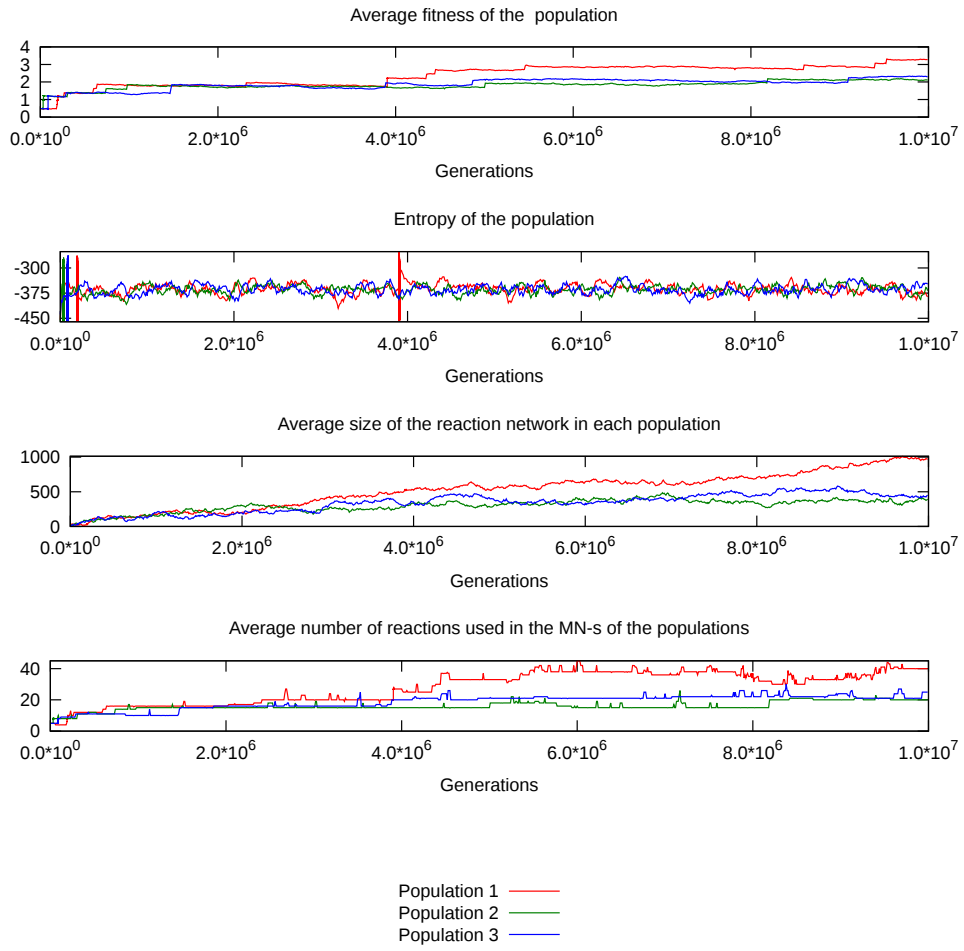 Average fitness of the  population
4
3
2
1
0
0.0*10^0 2.0*10^6 4.0*10^6 6.0*10^6 8.0*10^6 1.0*10^7
Generations
Entropy of the population
-300
-375
-450
0.0*10^0 2.0*10^6 4.0*10^6 6.0*10^6 8.0*10^6 1.0*10^7
Generations
Average size of the reaction network in each population
1000
500
0
0.0*10^0 2.0*10^6 4.0*10^6 6.0*10^6 8.0*10^6 1.0*10^7
Generations
Average number of reactions used in the MN-s of the populations
40
20
0
0.0*10^0 2.0*10^6 4.0*10^6 6.0*10^6 8.0*10^6 1.0*10^7
Generations
Population 1
Population 2
Population 3